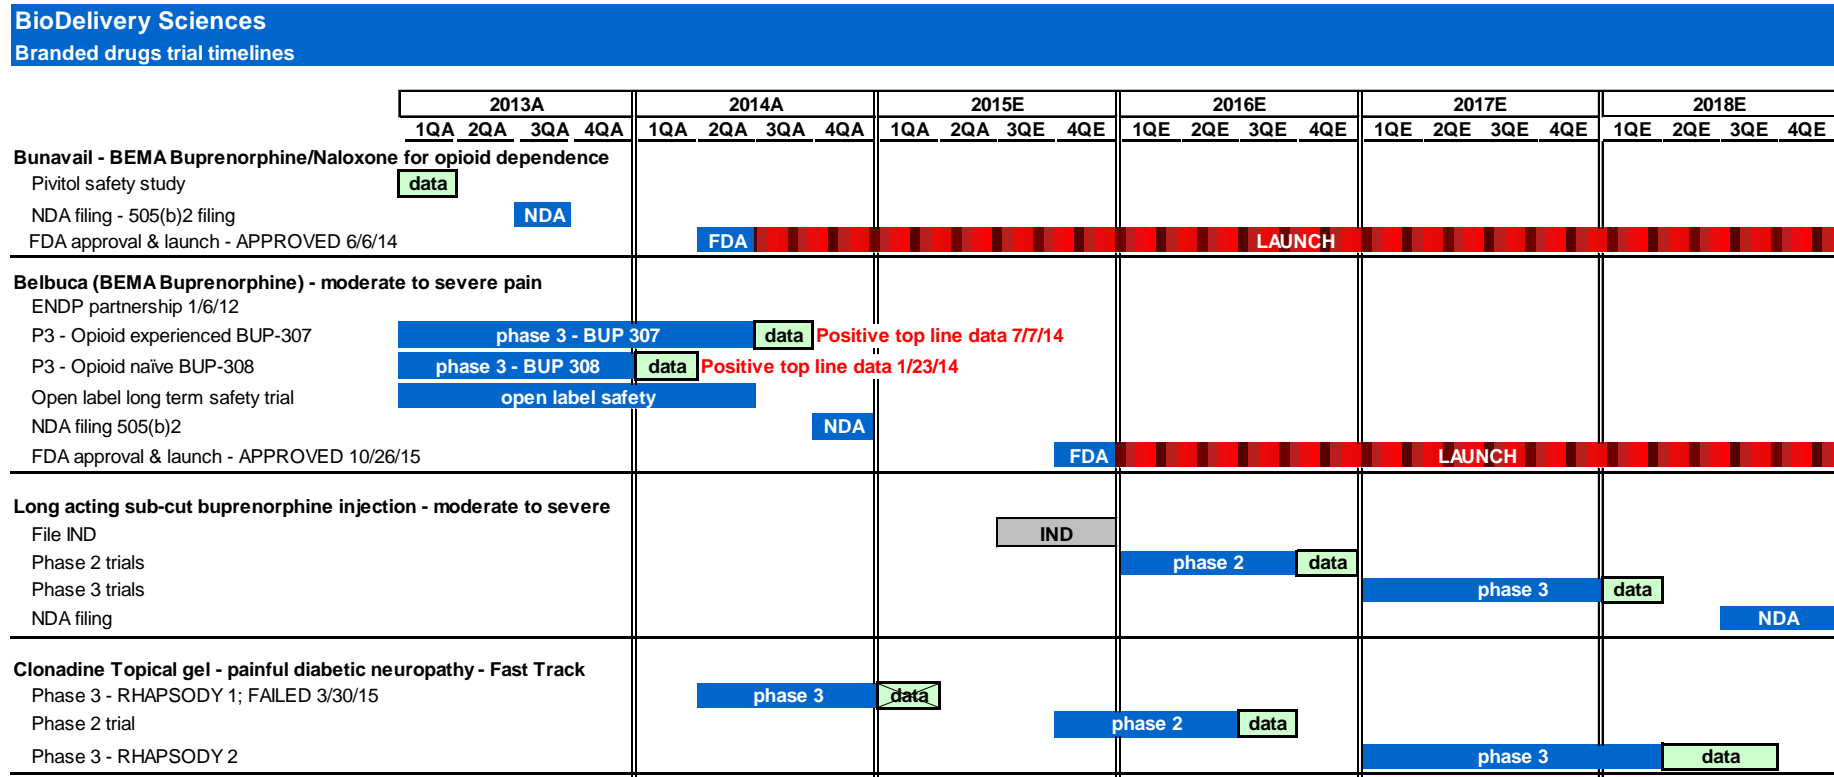 BioDelivery Sciences
Branded drugs trial timelines
2013A 2014A 2015E 2016E 2017E 2018E
1QA 2QA 3QA 4QA 1QA 2QA 3QA 4QA 1QA 2QA 3QE 4QE 1QE 2QE 3QE 4QE 1QE 2QE 3QE 4QE 1QE 2QE 3QE 4QE
Bunavail - BEMA Buprenorphine/Naloxone for opioid dependence
Pivitol safety study data
NDA filing - 505(b)2 filing NDA
FDA approval & launch - APPROVED 6/6/14 FDA LAUNCH
Belbuca (BEMA Buprenorphine) - moderate to severe pain
ENDP partnership 1/6/12
P3 - Opioid experienced BUP-307 phase 3 - BUP 307 data Positive top line data 7/7/14
P3 - Opioid naïve BUP-308 phase 3 - BUP 308 data Positive top line data 1/23/14
Open label long term safety trial open label safety
NDA filing 505(b)2 NDA
FDA approval & launch - APPROVED 10/26/15 FDA LAUNCH
Long acting sub-cut buprenorphine injection - moderate to severe
File IND IND
Phase 2 trials phase 2 data
Phase 3 trials phase 3 data
NDA filing NDA
Clonadine Topical gel - painful diabetic neuropathy - Fast Track
Phase 3 - RHAPSODY 1; FAILED 3/30/15 phase 3 data
Phase 2 trial phase 2 data
Phase 3 - RHAPSODY 2 phase 3 data